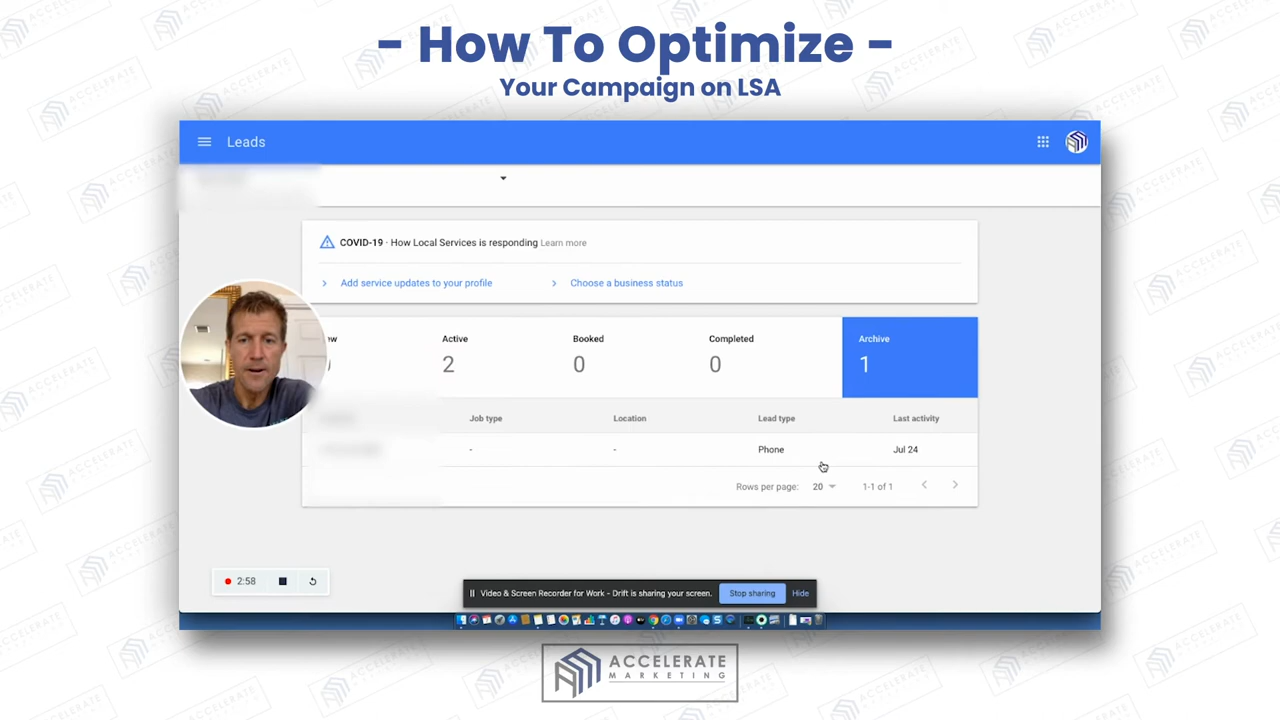 - How To Optimize -
Your Campaign on LSA
Leads
COVID-19 · How Local Services is responding Learn more
Add service updates to your profile
Choose a business status
Active
Booked
Completed
Archive
2
0
0
1
Job type
Location
Lead type
Last activity
-
-
Phone
Jul 24
Rows per page:
20
1-1 of 1
2:58
Video & Screen Recorder for Work - Drift is sharing your screen.
Stop sharing
Hide
ACCELERATE
MARKETING